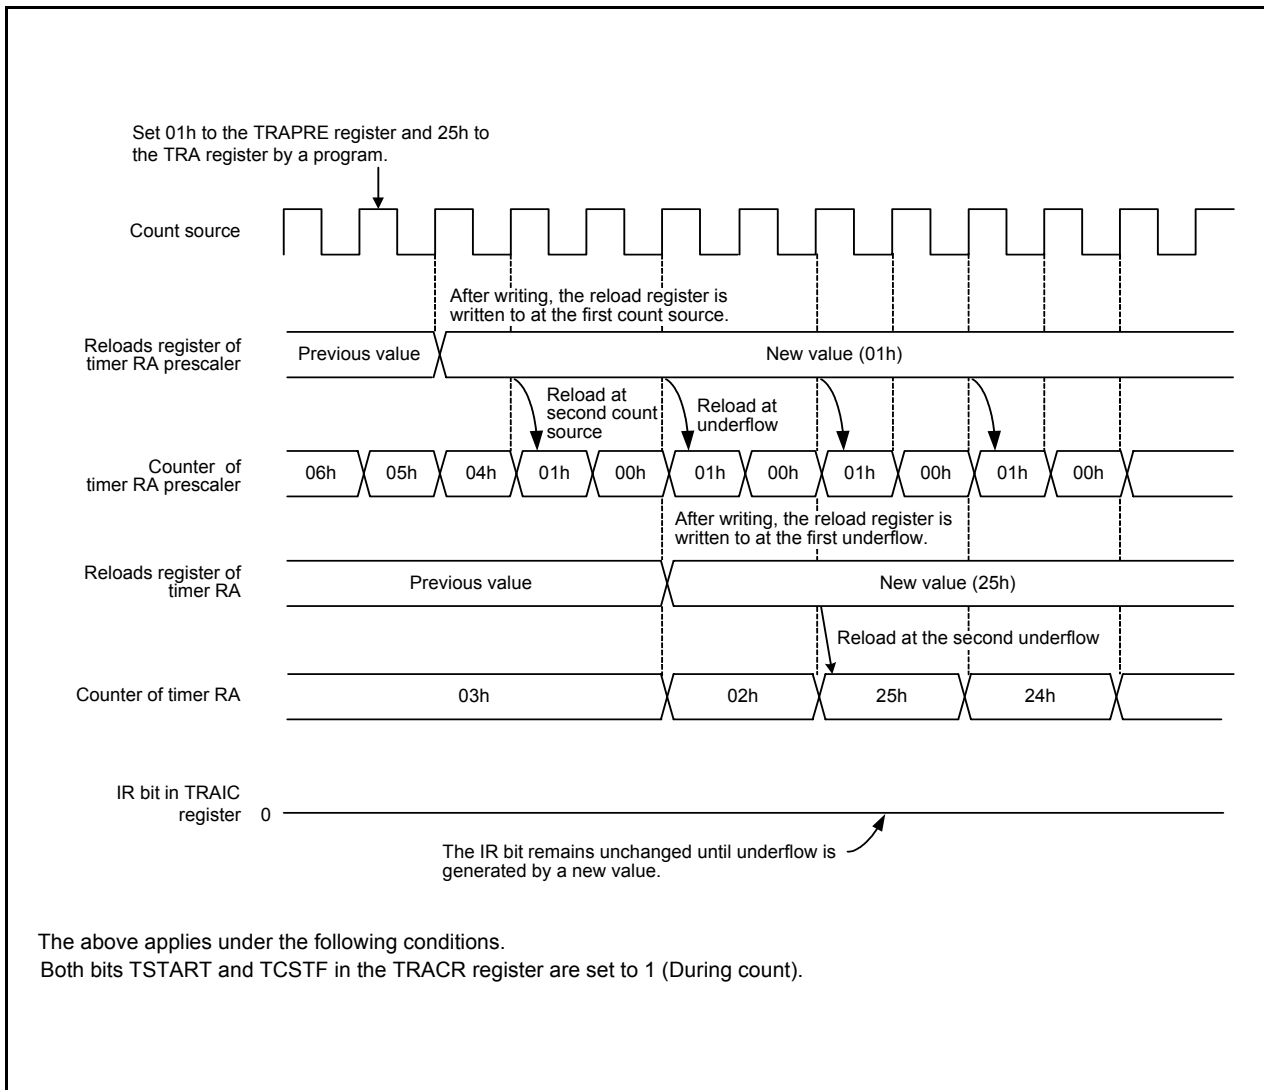 Set 01h to the TRAPRE register and 25h to
the TRA register by a program.
Count source
After writing, the reload register is
written to at the first count source.
Reloads register of
timer RA prescaler
Previous value
New value (01h)
Reload at
second count
source
Reload at
underflow
Counter of
timer RA prescaler
06h 05h 04h 01h 00h 01h 00h 01h 00h 01h 00h
After writing, the reload register is
written to at the first underflow.
Reloads register of
timer RA
Previous value
New value (25h)
Reload at the second underflow
Counter of timer RA
03h 02h 25h 24h
IR bit in TRAIC
register
0
The IR bit remains unchanged until underflow is
generated by a new value.
The above applies under the following conditions.
Both bits TSTART and TCSTF in the TRACR register are set to 1 (During count).